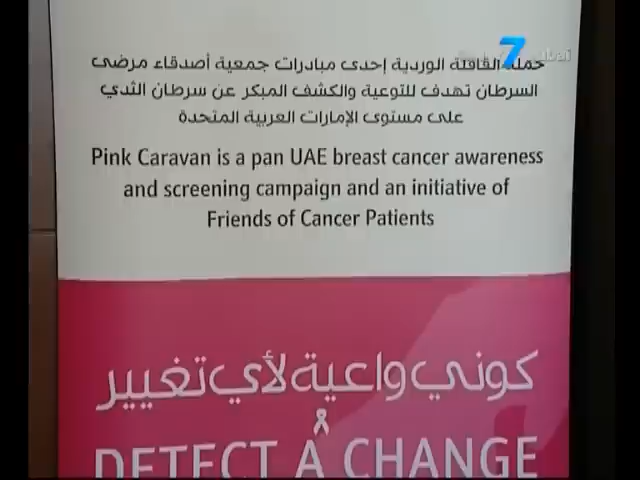 حملة القافلة الوردية إحدى مبادرات جمعية أصدقاء مرضى
السرطان تهدف للتوعية والكشف المبكر عن سرطان الثدي
على مستوى الإمارات العربية المتحدة
Pink Caravan is a pan UAE breast cancer awareness
and screening campaign and an initiative of
Friends of Cancer Patients
كوني واعية لأي تغيير
DETECT A CHANGE
7